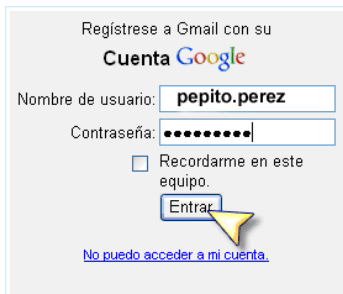 Regístrese a Gmail con su
Cuenta Google
Nombre de usuario: pepito.perez
Contraseña: •••••••••
Recordarme en este
equipo.
Entrar
No puedo acceder a mi cuenta.